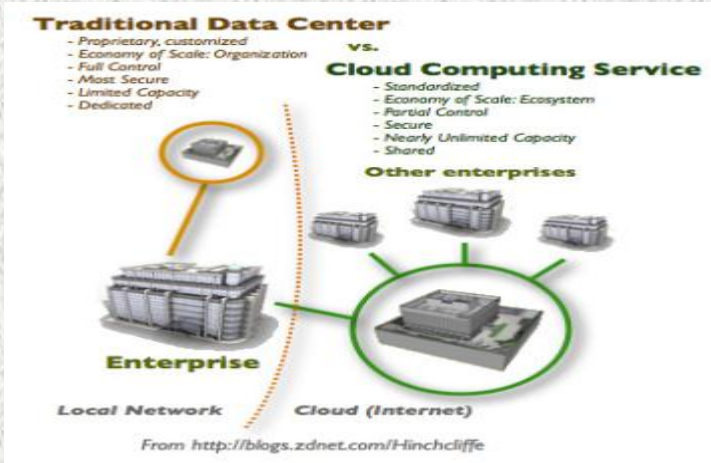 Traditional Data Center
- Proprietary, customized
- Economy of Scale: Organization
- Full Control
- Most Secure
- Limited Capacity
- Dedicated
vs.
Cloud Computing Service
- Standardized
- Economy of Scale: Ecosystem
- Partial Control
- Secure
- Nearly Unlimited Capacity
- Shared
Other enterprises
Enterprise
Local Network
Cloud (Internet)
From http://blogs.zdnet.com/Hinchcliffe